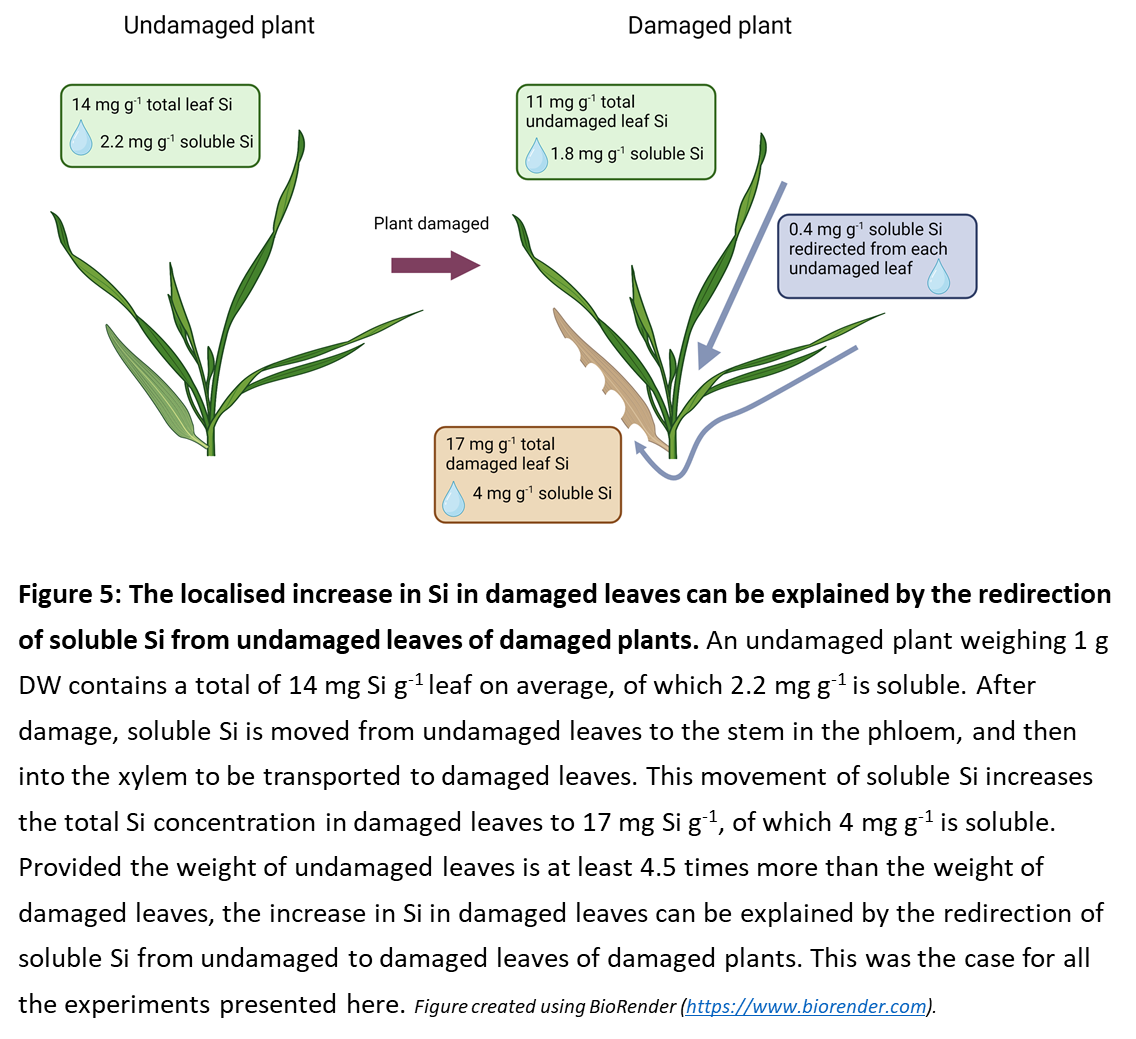 Undamaged plant
Damaged plant
14 mg g⁻¹ total leaf Si
2.2 mg g⁻¹ soluble Si
Plant damaged
11 mg g⁻¹ total
undamaged leaf Si
1.8 mg g⁻¹ soluble Si
0.4 mg g⁻¹ soluble Si
redirected from each
undamaged leaf
17 mg g⁻¹ total
damaged leaf Si
4 mg g⁻¹ soluble Si
Figure 5: The localised increase in Si in damaged leaves can be explained by the redirection
of soluble Si from undamaged leaves of damaged plants. An undamaged plant weighing 1 g
DW contains a total of 14 mg Si g⁻¹ leaf on average, of which 2.2 mg g⁻¹ is soluble. After
damage, soluble Si is moved from undamaged leaves to the stem in the phloem, and then
into the xylem to be transported to damaged leaves. This movement of soluble Si increases
the total Si concentration in damaged leaves to 17 mg Si g⁻¹, of which 4 mg g⁻¹ is soluble.
Provided the weight of undamaged leaves is at least 4.5 times more than the weight of
damaged leaves, the increase in Si in damaged leaves can be explained by the redirection of
soluble Si from undamaged to damaged leaves of damaged plants. This was the case for all
the experiments presented here. Figure created using BioRender (https://www.biorender.com).